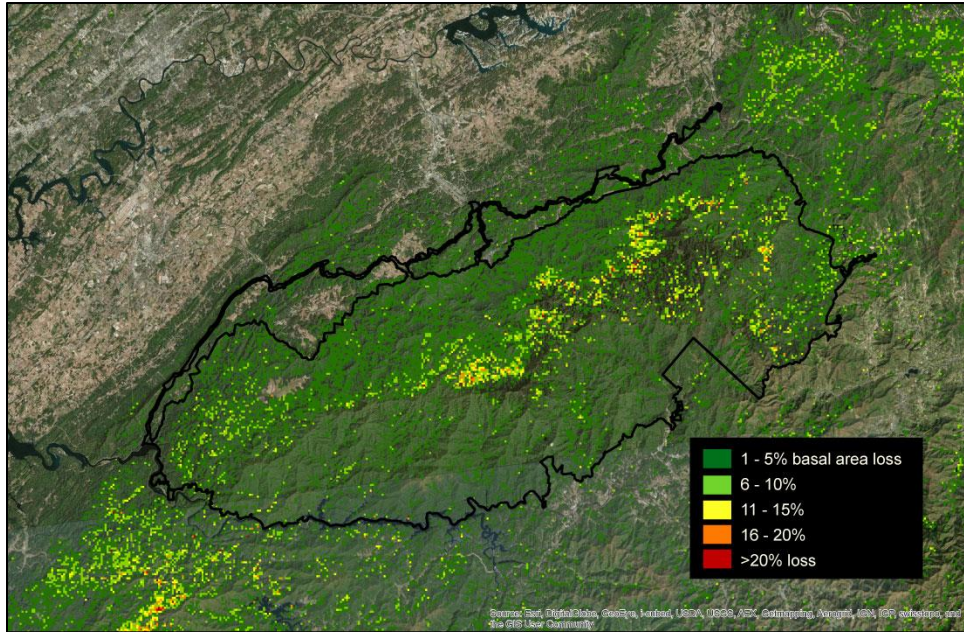 1 - 5% basal area loss
6 - 10%
11 - 15%
16 - 20%
>20% loss
Source: Esri, DigitalGlobe, GeoEye, i-cubed, USDA, USGS, AEX, Getmapping, Aerogrid, IGN, IGP, swisstopo, and
the GIS User Community